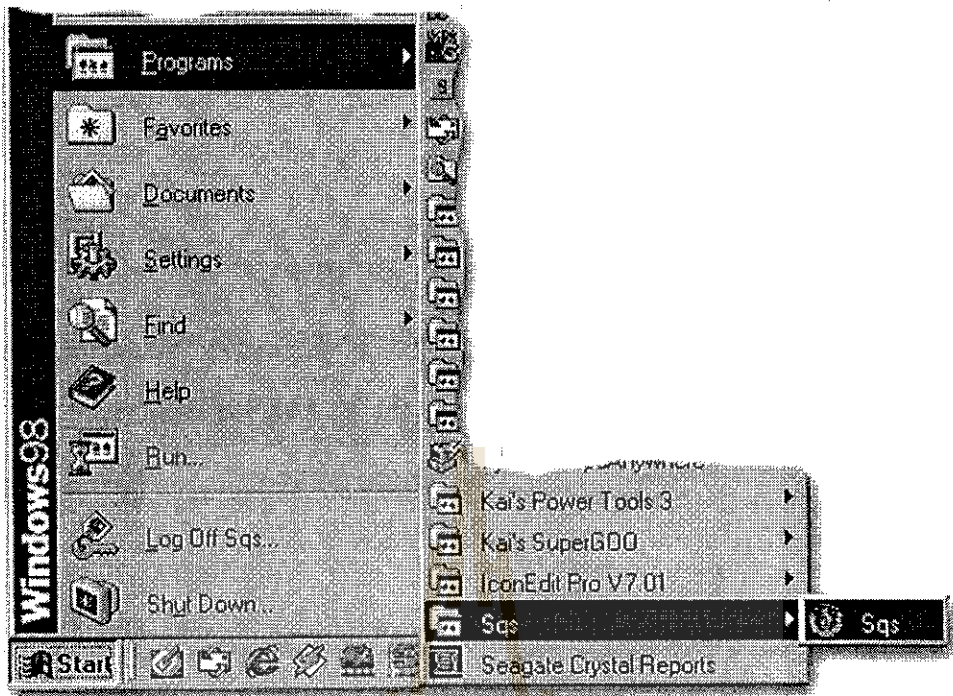 Programs
Favorites
Documents
Settings
Find
Help
Run...
Log Off Sqs...
Shut Down...
Windows98
Start
Kai's Power Tools 3
Kai's SuperGOO
IconEdit Pro V7.01
Sqs
Sqs
Seagate Crystal Reports